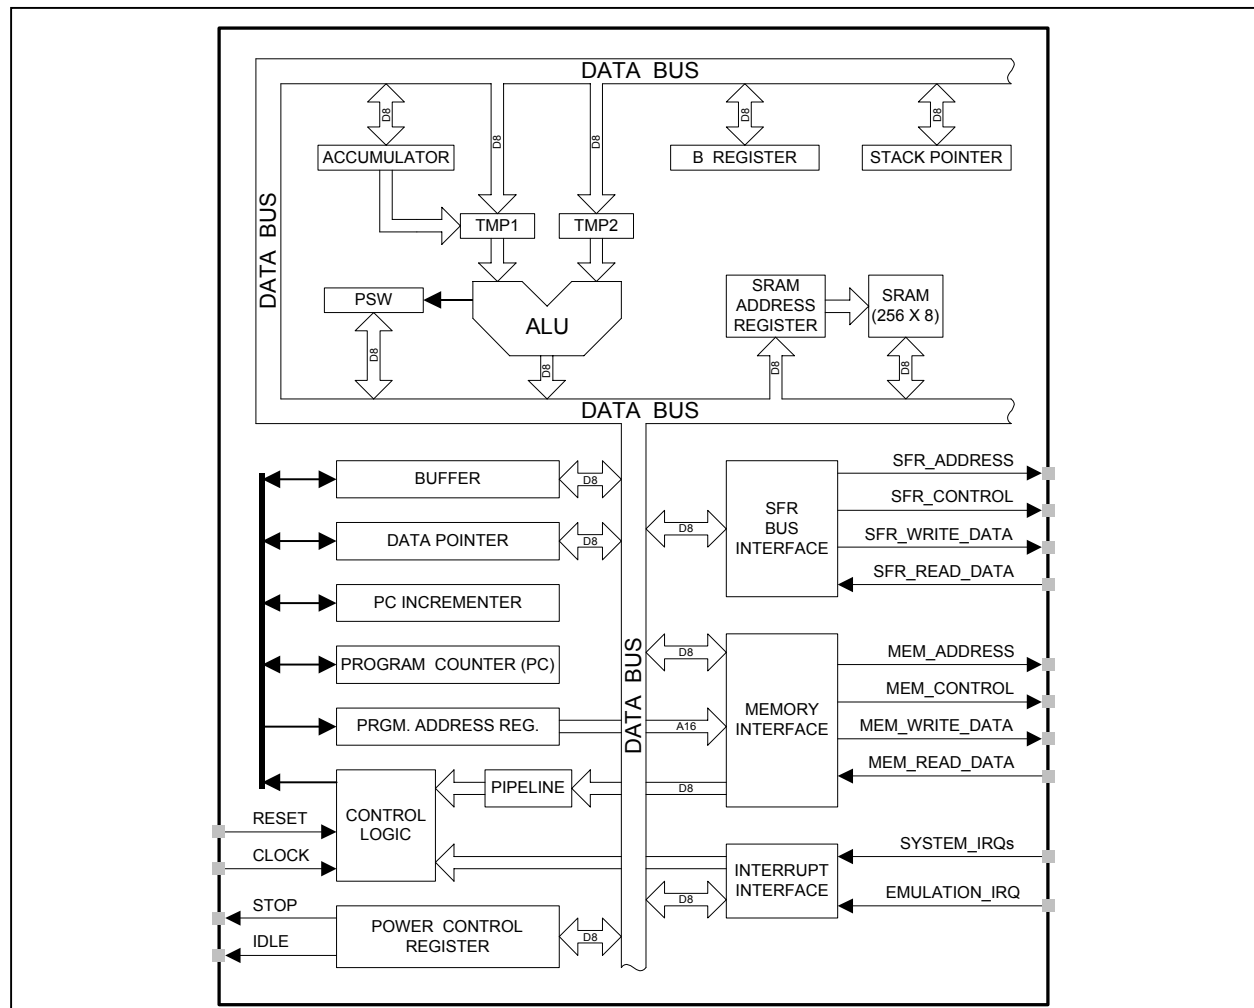 DATA BUS
D8
D8
D8
D8
D8
ACCUMULATOR
B REGISTER
STACK POINTER
DATA BUS
TMP1
TMP2
PSW
ALU
SRAM
ADDRESS
REGISTER
SRAM
(256 X 8)
D8
D8
D8
D8
DATA BUS
BUFFER
D8
DATA POINTER
D8
PC INCREMENTER
PROGRAM COUNTER (PC)
PRGM. ADDRESS REG.
A16
DATA BUS
D8
SFR
BUS
INTERFACE
SFR_ADDRESS
SFR_CONTROL
SFR_WRITE_DATA
SFR_READ_DATA
D8
MEMORY
INTERFACE
MEM_ADDRESS
MEM_CONTROL
MEM_WRITE_DATA
MEM_READ_DATA
PIPELINE
D8
RESET
CLOCK
CONTROL
LOGIC
INTERRUPT
INTERFACE
D8
SYSTEM_IRQs
EMULATION_IRQ
STOP
IDLE
POWER CONTROL
REGISTER
D8